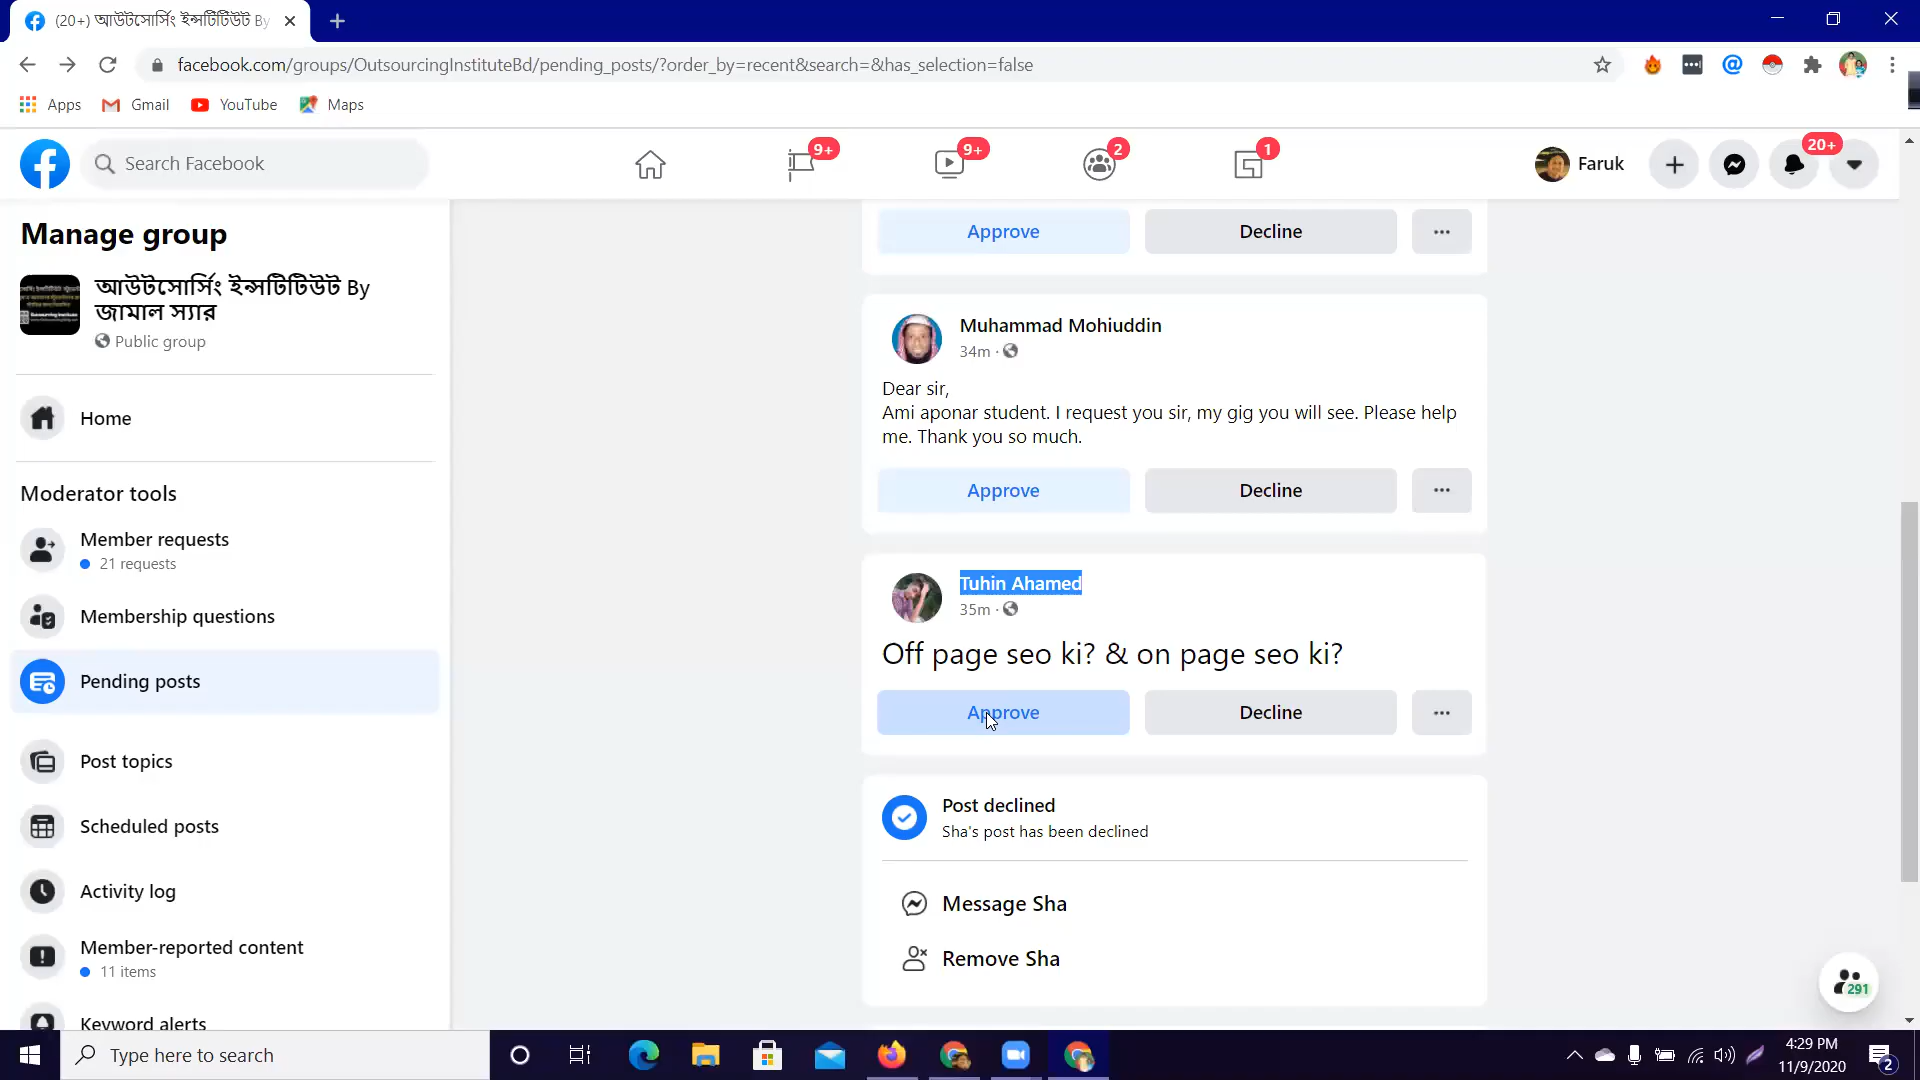 (20+) আউটসোর্সিং ইন্সটিটিউট By
facebook.com/groups/OutsourcingInstituteBd/pending_posts/?order_by=recent&search=&has_selection=false
Apps Gmail YouTube Maps
Search Facebook
9+ 9+ 2 1
Faruk
20+
Manage group
আউটসোর্সিং ইন্সটিটিউট By
জামাল স্যার
Public group
Home
Moderator tools
Member requests
21 requests
Membership questions
Pending posts
Post topics
Scheduled posts
Activity log
Member-reported content
11 items
Keyword alerts
Approve Decline
Muhammad Mohiuddin
34m ·
Dear sir,
Ami aponar student. I request you sir, my gig you will see. Please help
me. Thank you so much.
Approve Decline
Tuhin Ahamed
35m ·
Off page seo ki? & on page seo ki?
Approve Decline
Post declined
Sha's post has been declined
Message Sha
Remove Sha
291
Type here to search
4:29 PM
11/9/2020
2